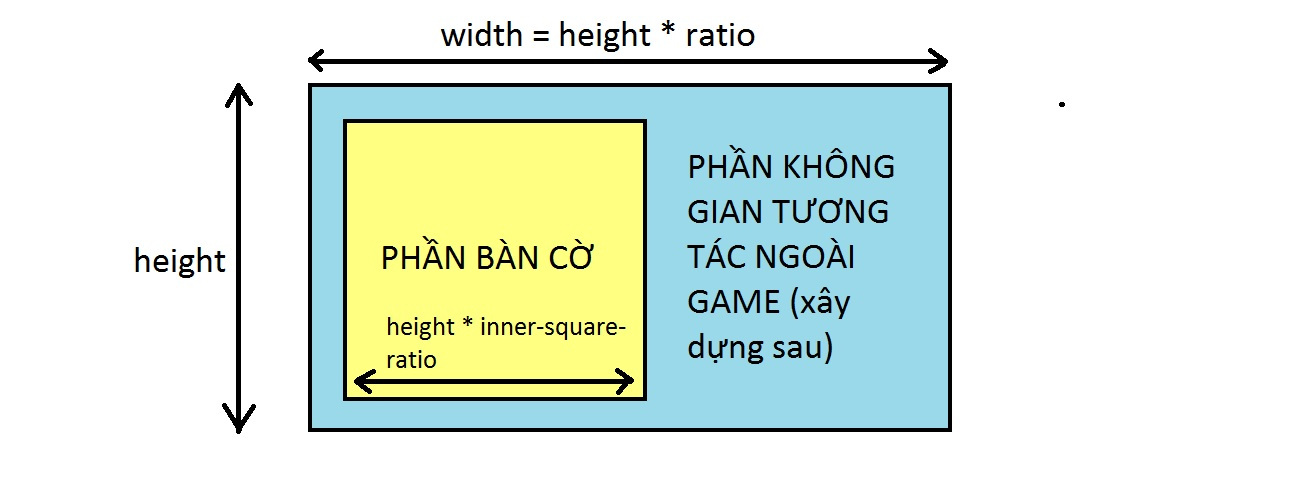 width = height * ratio
height
PHẦN BÀN CỜ
height * inner-square-
ratio
PHẦN KHÔNG
GIAN TƯƠNG
TÁC NGOÀI
GAME (xây
dựng sau)